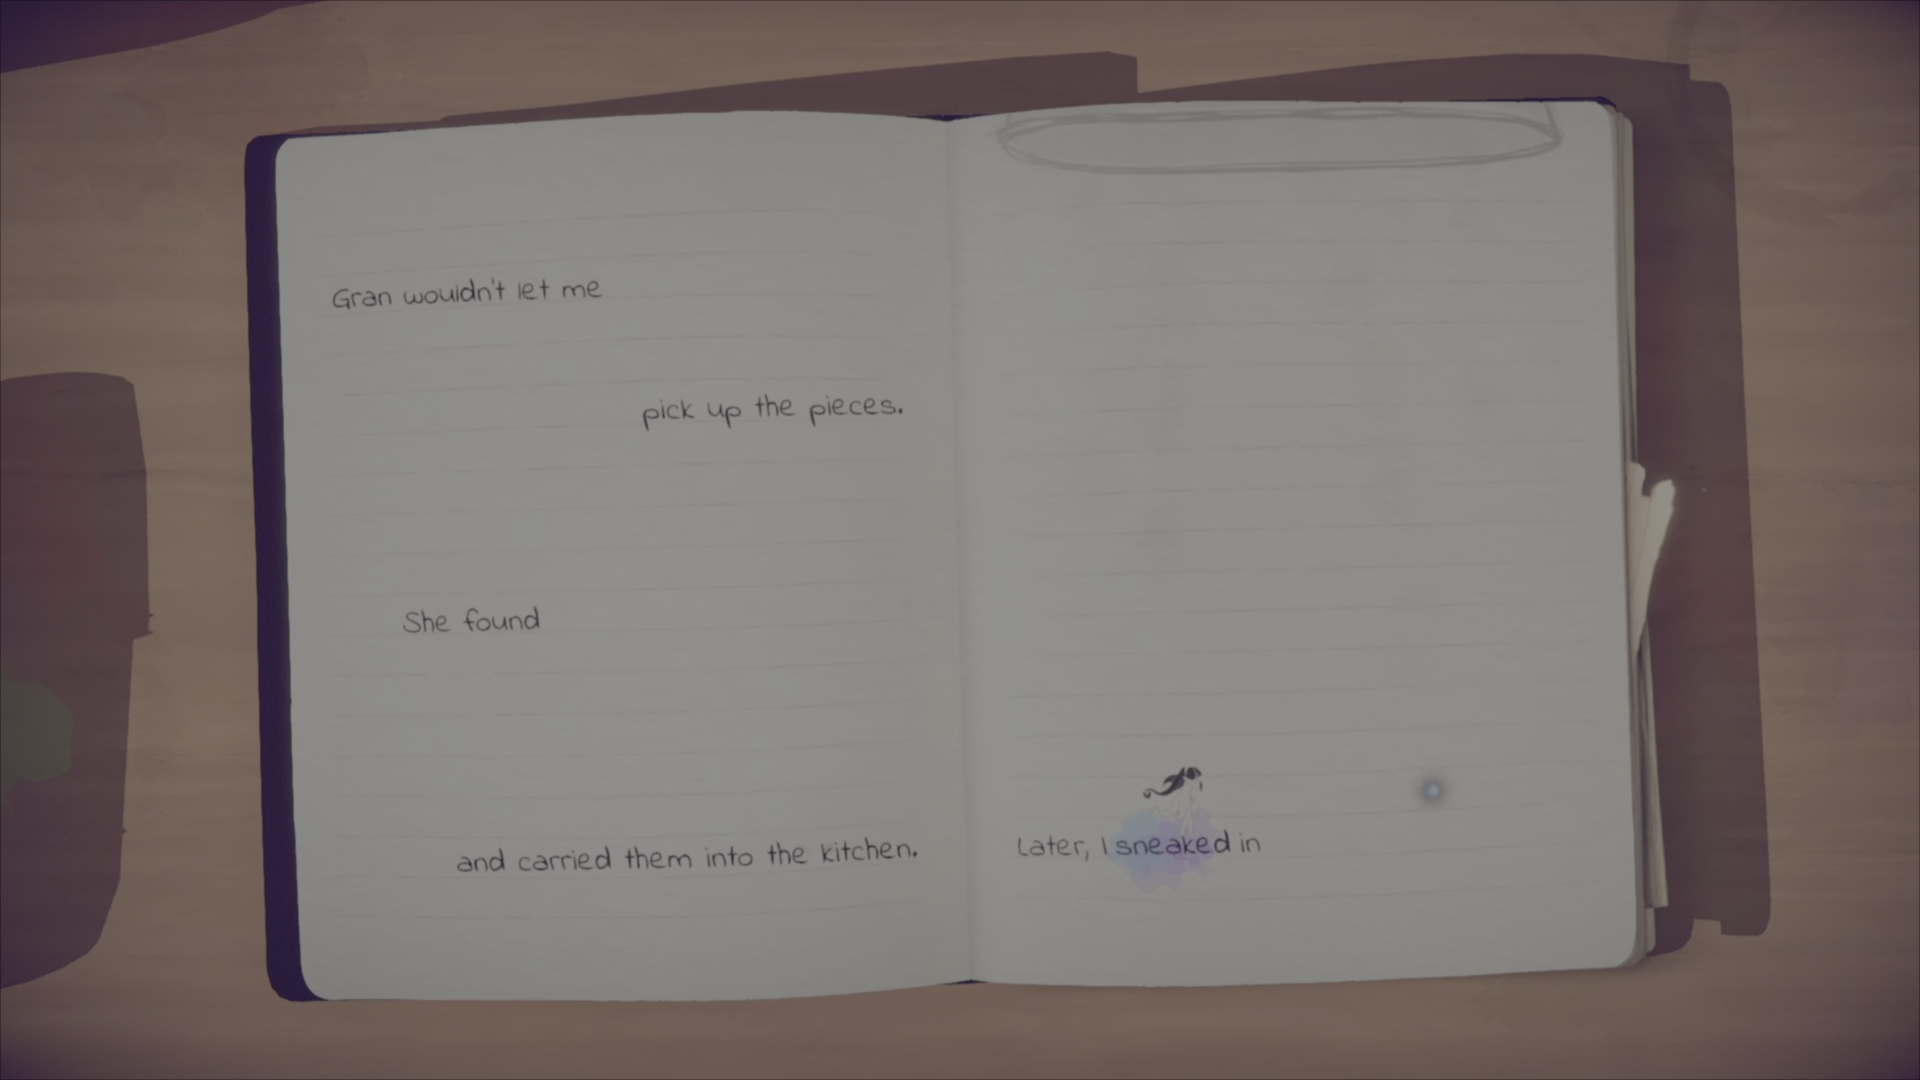 Gran wouldn't let me
pick up the pieces.
She found
and carried them into the kitchen.
Later, I sneaked in